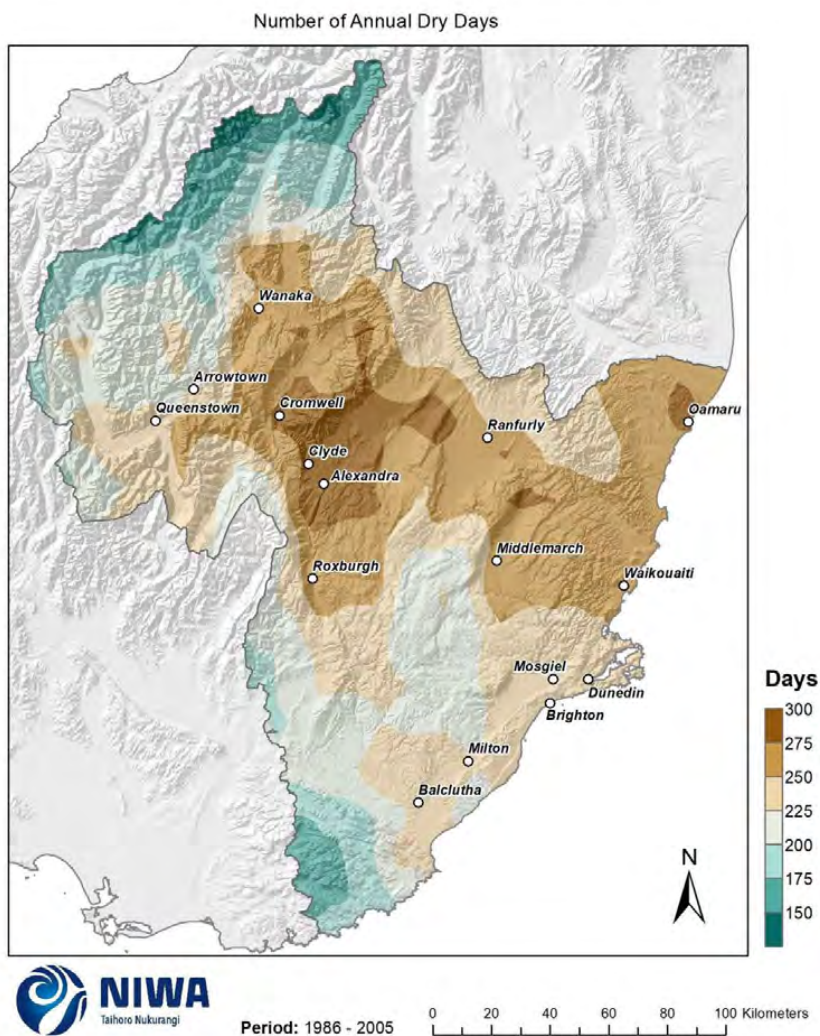 Number of Annual Dry Days
Wanaka
Arrowtown
Queenstown
Cromwell
Oamaru
Ranfurly
Clyde
Alexandra
Middlemarch
Roxburgh
Waikouaiti
Mosgiel
Dunedin
Brighton
Milton
Balclutha
Days
300
275
250
225
200
175
150
N
NIWA
Taihoro Nukurangi
Period: 1986 - 2005
0 20 40 60 80 100 Kilometers